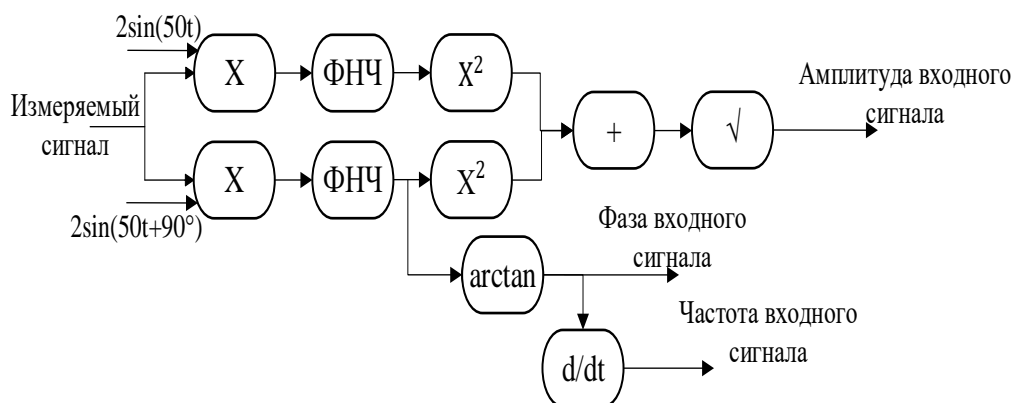 2sin(50t)
X
ФНЧ
X²
Амплитуда входного
сигнала
Измеряемый
сигнал
+
√
X
ФНЧ
X²
2sin(50t+90°)
Фаза входного
сигнала
arctan
Частота входного
сигнала
d/dt